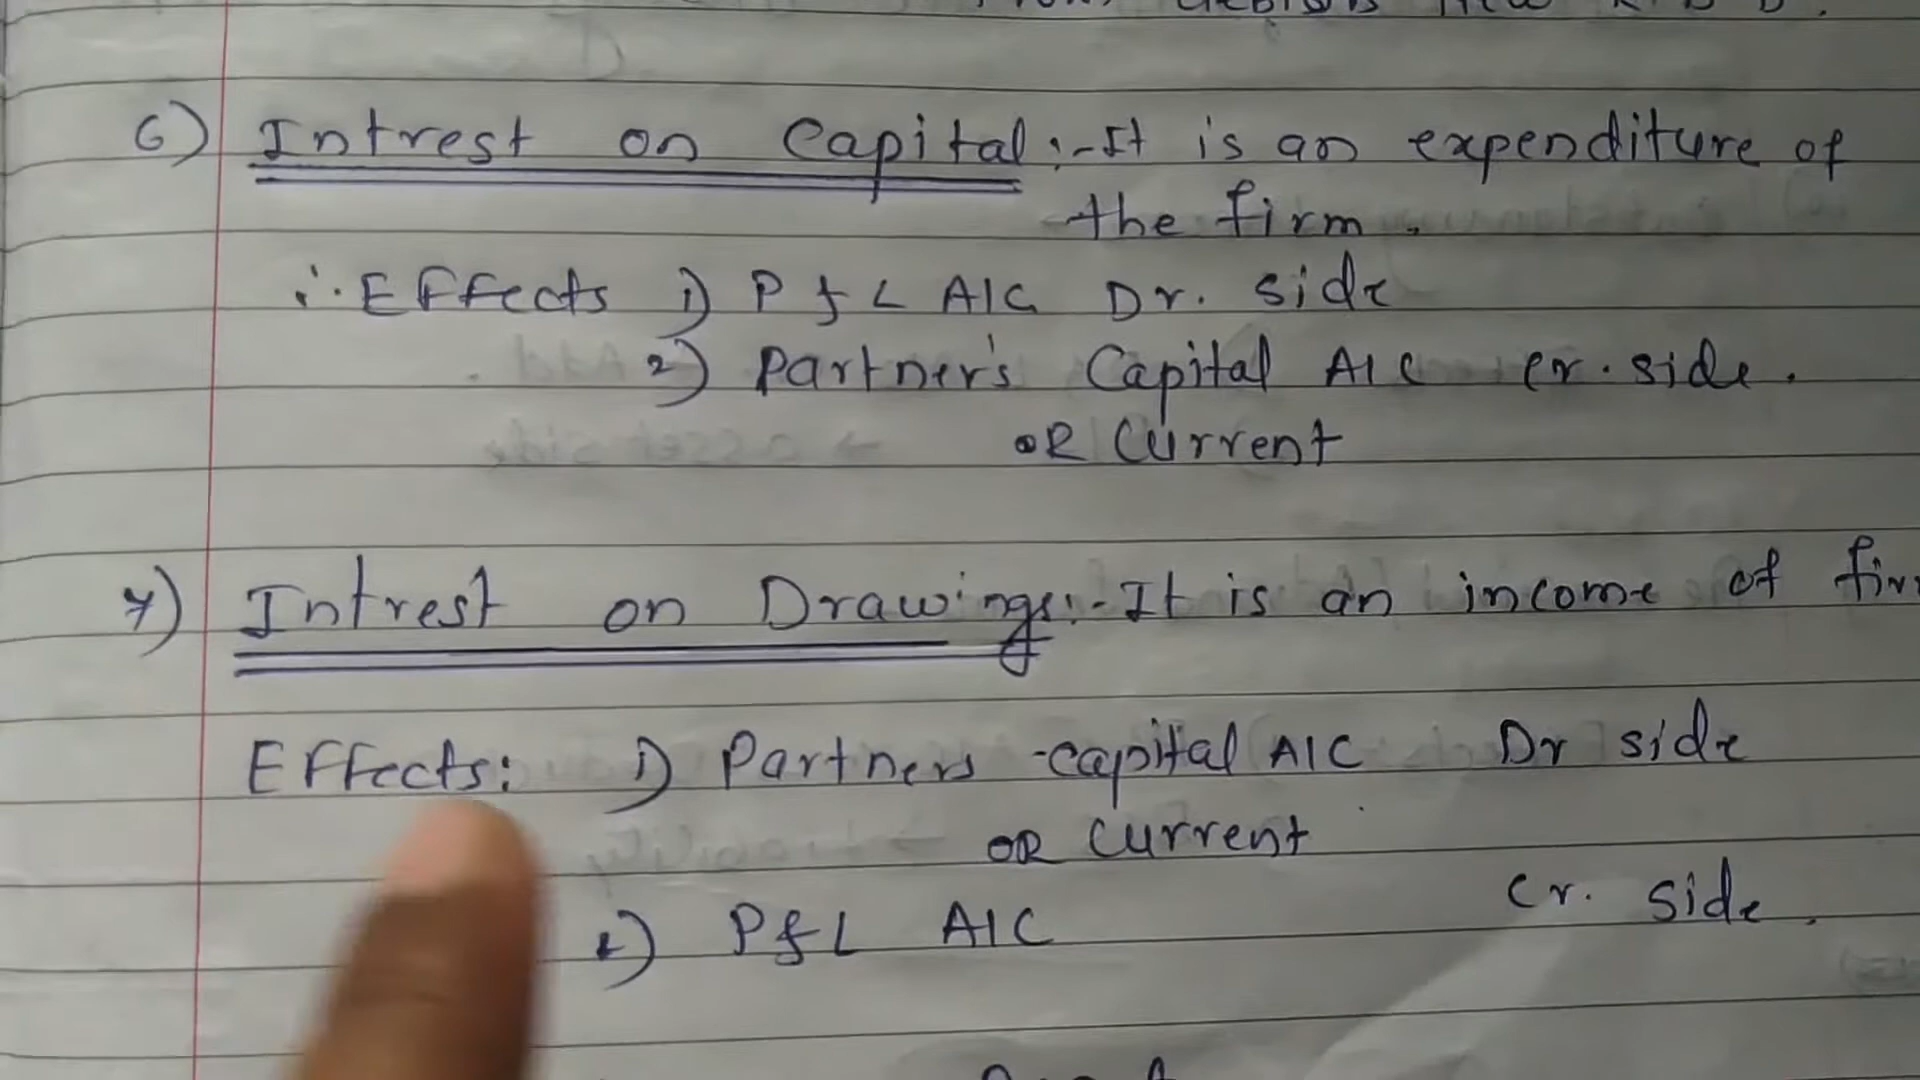 6) Intrest on Capital :- It is an expenditure of
the firm.
∴ Effects 1) P & L A/C Dr. side
2) Partner's Capital A/C Cr. side.
OR Current
7) Intrest on Drawings :- It is an income of
Effects: 1) Partners capital A/C Dr side
OR Current
2) P & L A/C Cr. side.